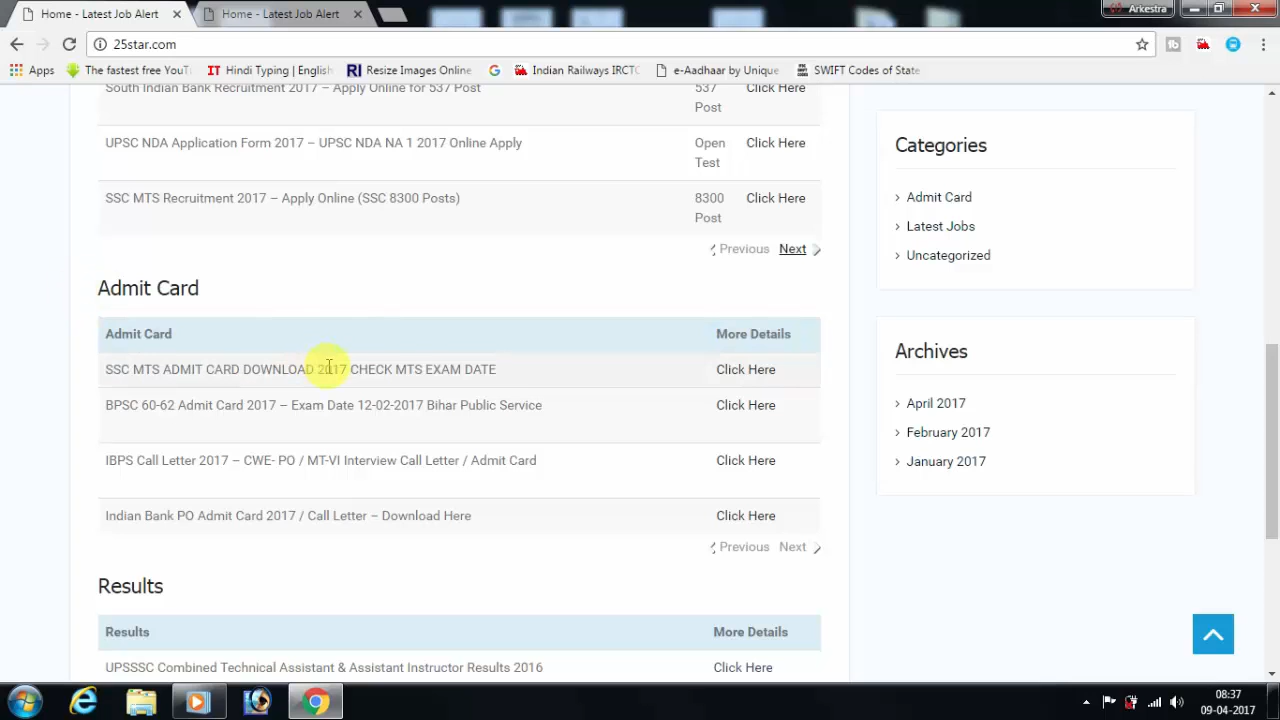 Home - Latest Job Alert
Home - Latest Job Alert
Arkestra
25star.com
Apps
The fastest free YouT
Hindi Typing | English
Resize Images Online
Indian Railways IRCTC
e-Aadhaar by Unique
SWIFT Codes of State
South Indian Bank Recruitment 2017 – Apply Online for 537 Post
537
Post
Click Here
UPSC NDA Application Form 2017 – UPSC NDA NA 1 2017 Online Apply
Open
Test
Click Here
SSC MTS Recruitment 2017 – Apply Online (SSC 8300 Posts)
8300
Post
Click Here
Previous Next
Admit Card
Admit Card More Details
SSC MTS ADMIT CARD DOWNLOAD 2017 CHECK MTS EXAM DATE Click Here
BPSC 60-62 Admit Card 2017 – Exam Date 12-02-2017 Bihar Public Service Click Here
IBPS Call Letter 2017 – CWE- PO / MT-VI Interview Call Letter / Admit Card Click Here
Indian Bank PO Admit Card 2017 / Call Letter – Download Here Click Here
Previous Next
Results
Results More Details
UPSSSC Combined Technical Assistant & Assistant Instructor Results 2016 Click Here
Categories
Admit Card
Latest Jobs
Uncategorized
Archives
April 2017
February 2017
January 2017
08:37
09-04-2017